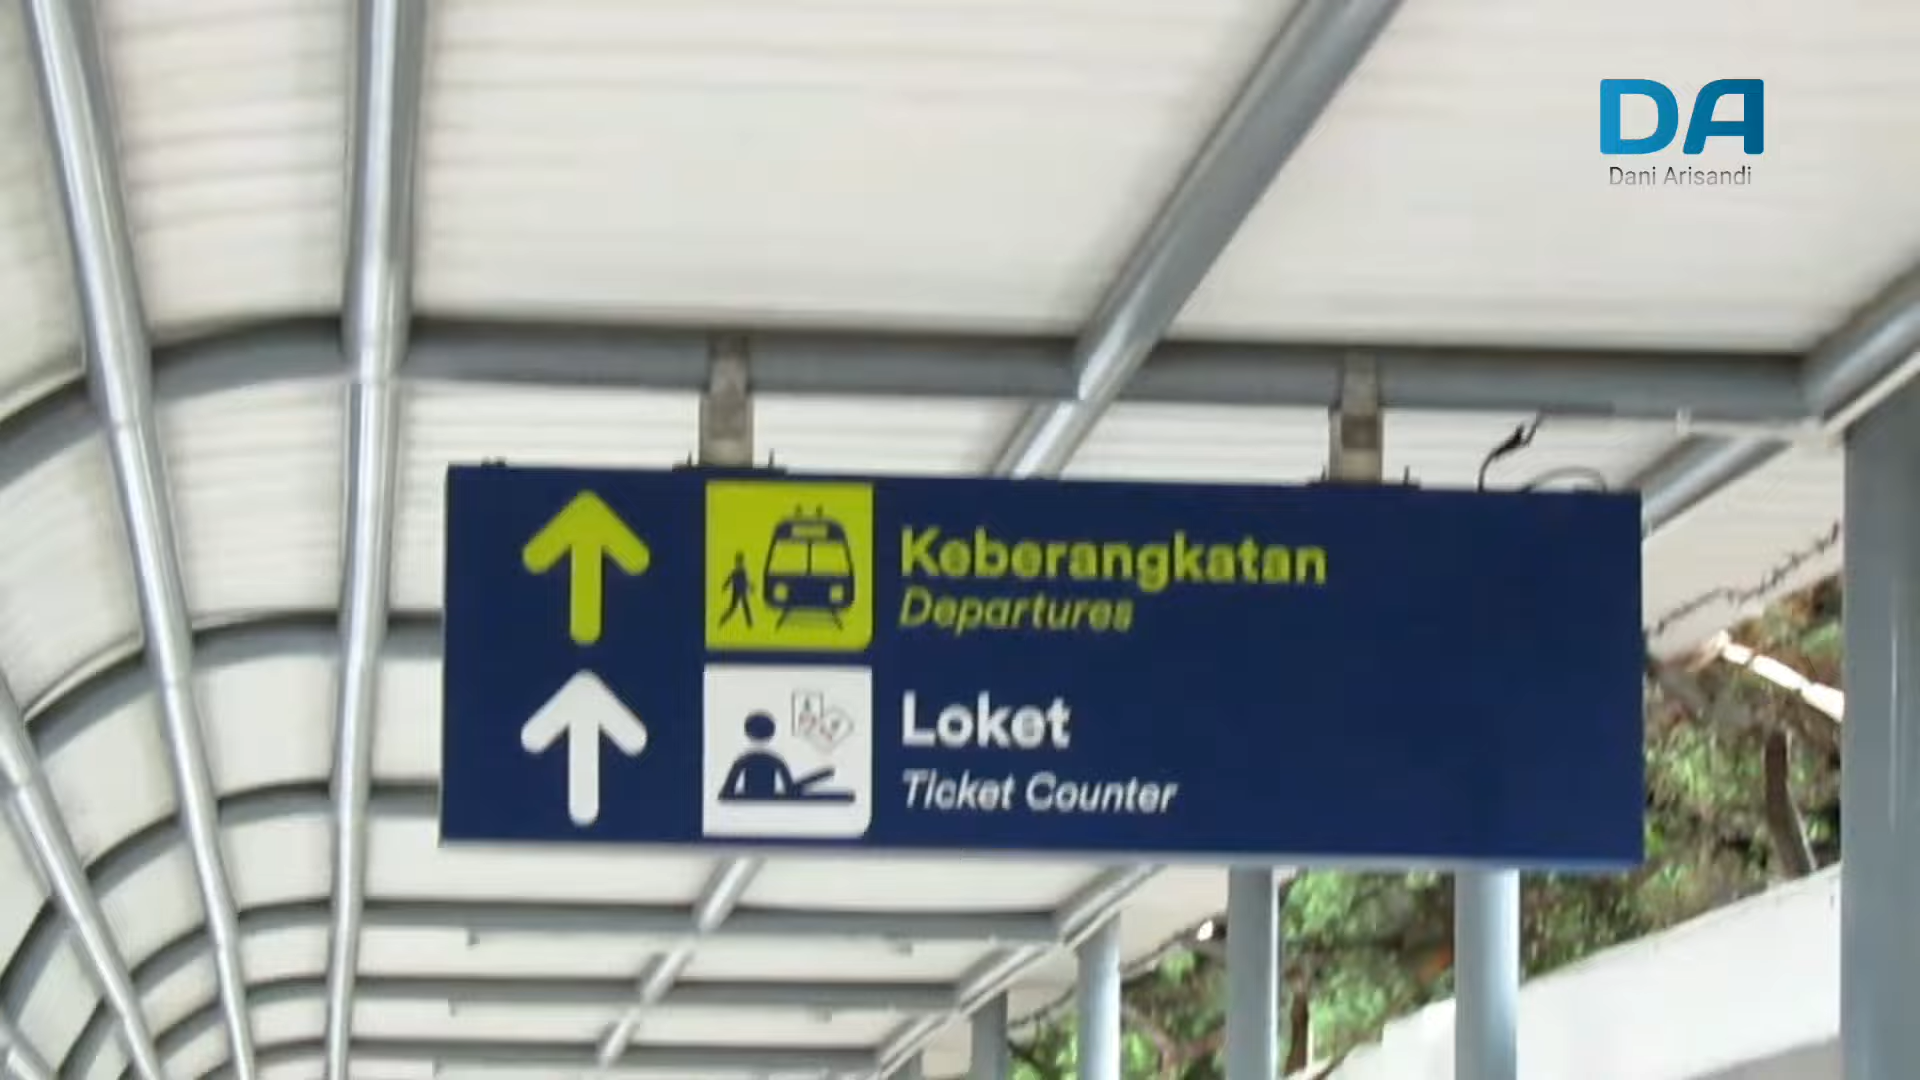 DA
Dani Arisandi
Keberangkatan
Departures
Loket
Ticket Counter